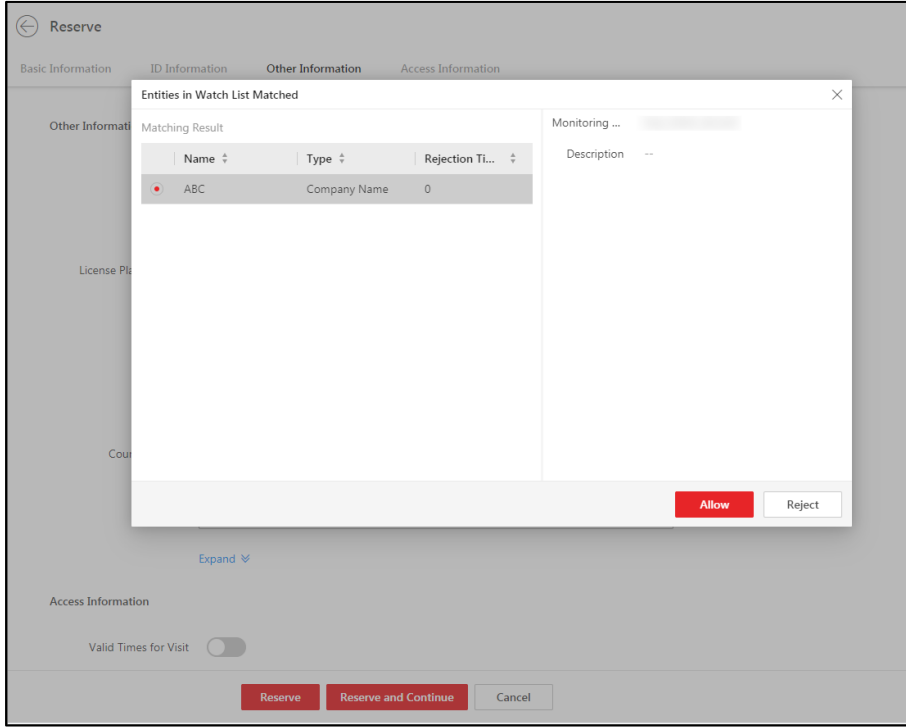 Reserve
Basic Information ID Information Other Information Access Information
Entities in Watch List Matched
Other Informati
Matching Result
Monitoring ...
Name Type Rejection Ti...
Description --
ABC Company Name 0
License Pla
Cour
Allow Reject
Expand
Access Information
Valid Times for Visit
Reserve Reserve and Continue Cancel